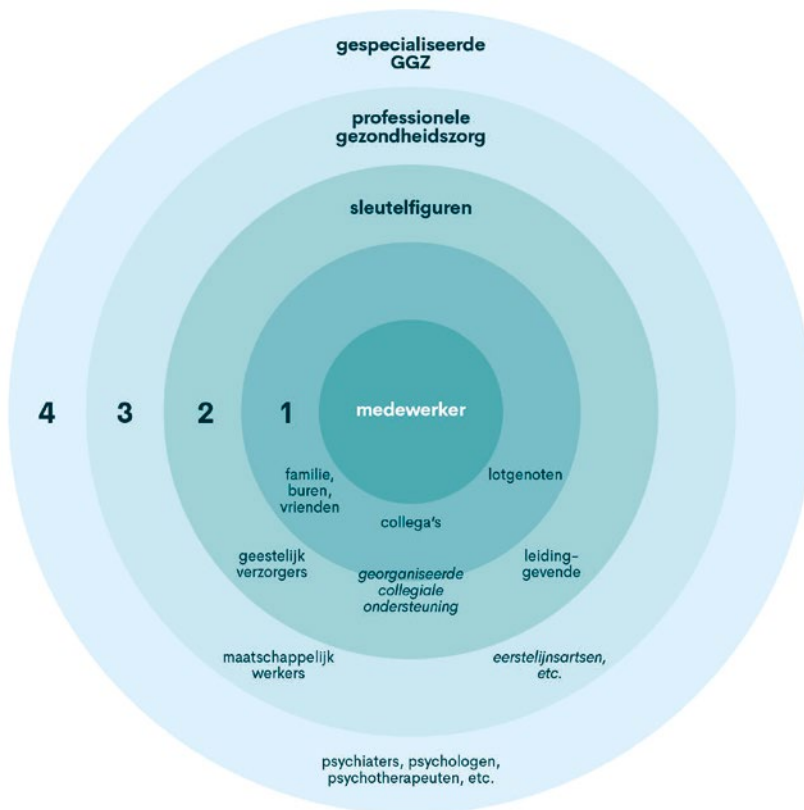 gespecialiseerde
GGZ
professionele
gezondheidszorg
sleutelfiguren
4
3
2
1
medewerker
familie,
buren,
vrienden
lotgenoten
collega's
geestelijk
verzorgers
georganiseerde
collegiale
ondersteuning
leiding-
gevende
maatschappelijk
werkers
eerstelijnsartsen,
etc.
psychiaters, psychologen,
psychotherapeuten, etc.